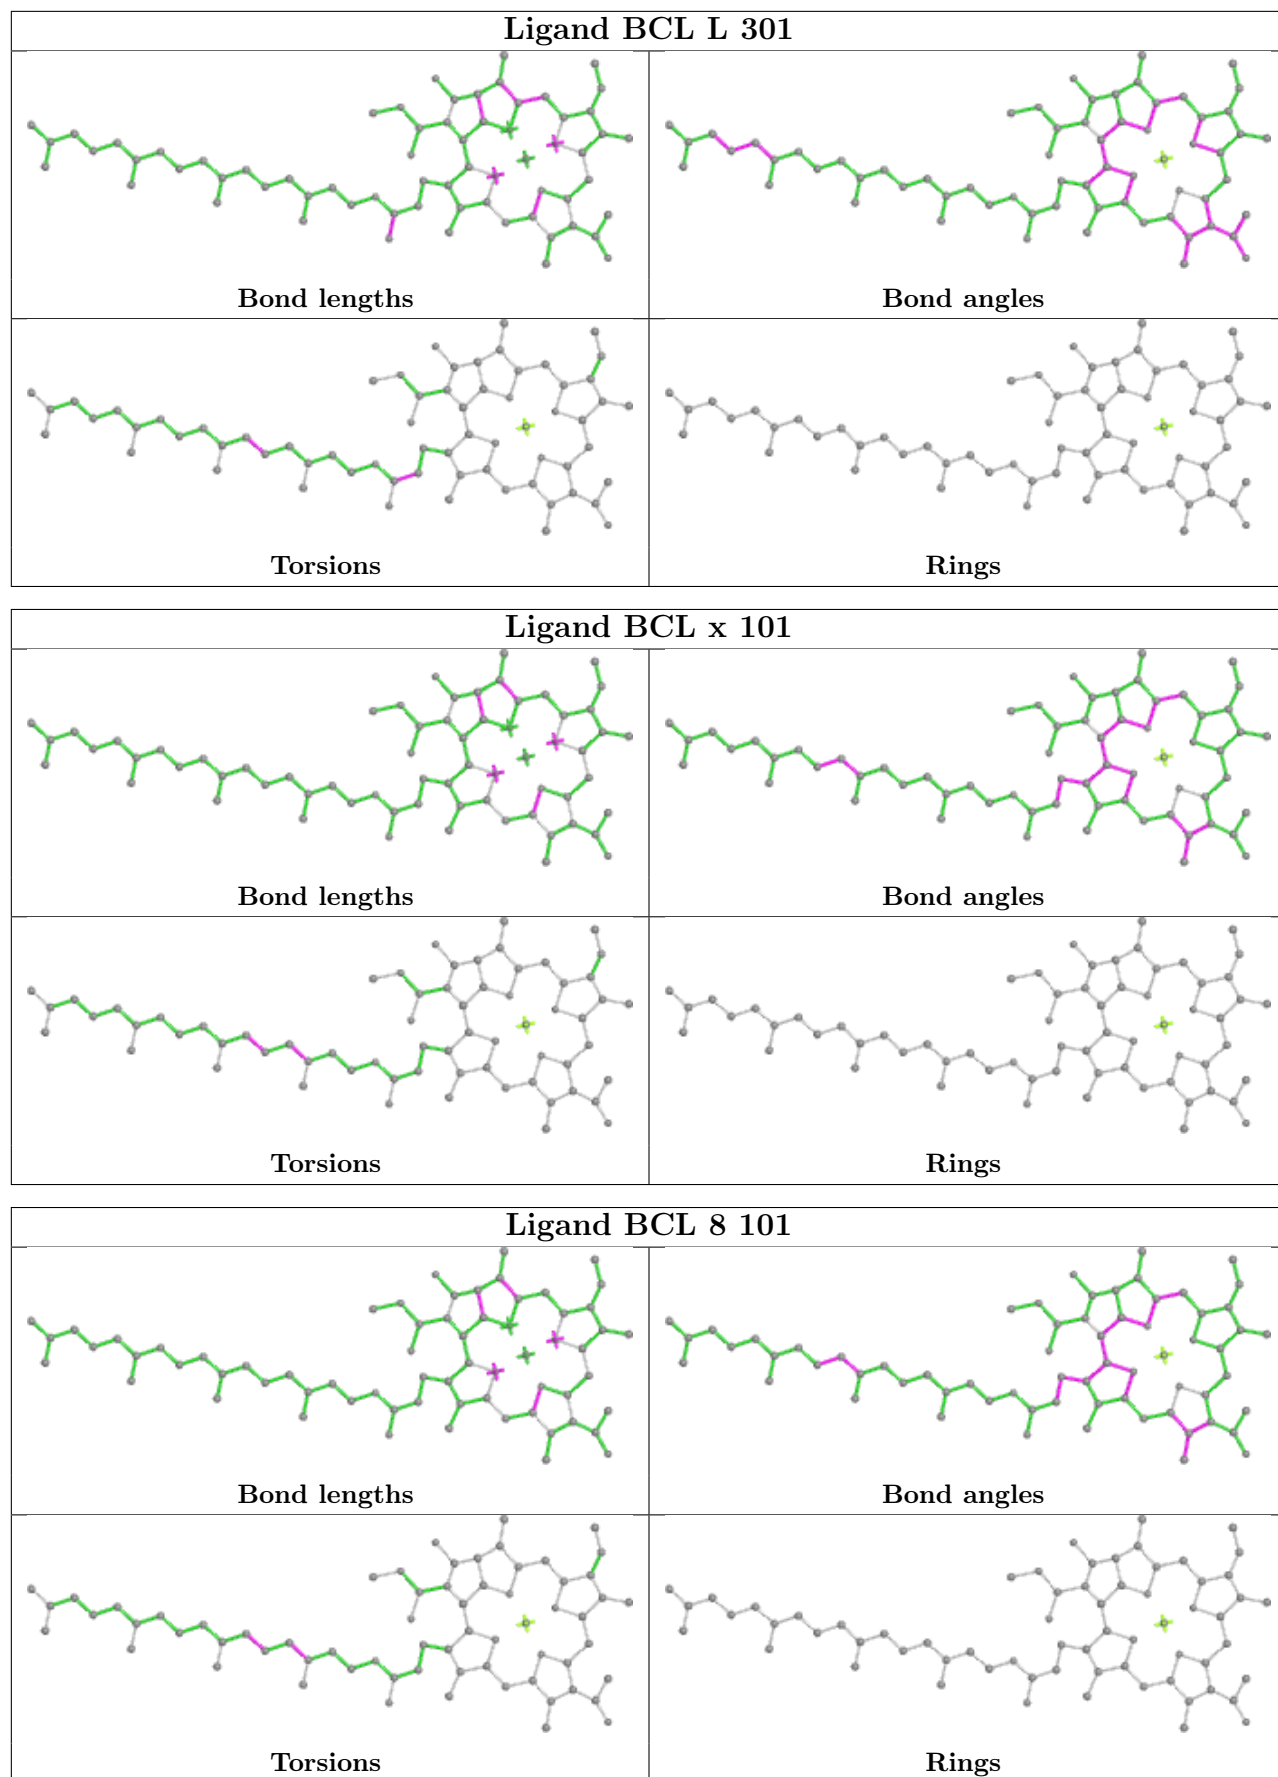 Ligand BCL L 301
Bond lengths
Bond angles
Torsions
Rings
Ligand BCL x 101
Bond lengths
Bond angles
Torsions
Rings
Ligand BCL 8 101
Bond lengths
Bond angles
Torsions
Rings